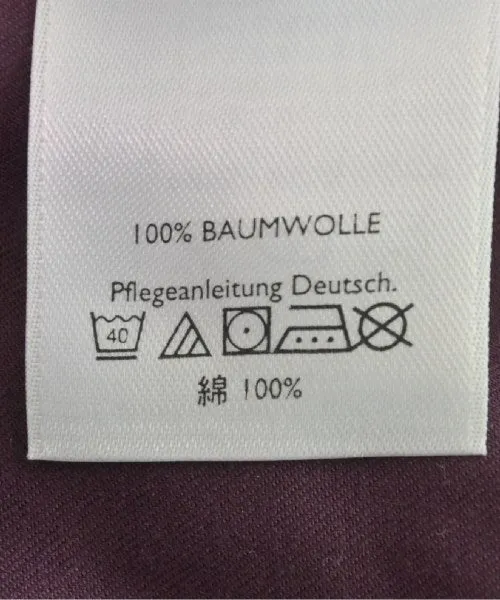 100% BAUMWOLLE
Pflegeanleitung Deutsch.
40
綿 100%